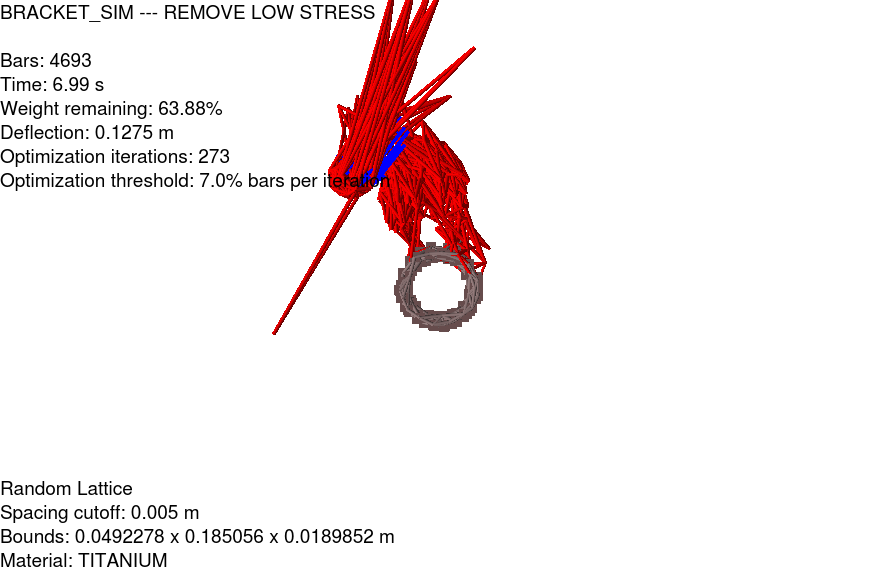 BRACKET_SIM --- REMOVE LOW STRESS
Bars: 4693
Time: 6.99 s
Weight remaining: 63.88%
Deflection: 0.1275 m
Optimization iterations: 273
Optimization threshold: 7.0% bars per iteration
Random Lattice
Spacing cutoff: 0.005 m
Bounds: 0.0492278 x 0.185056 x 0.0189852 m
Material: TITANIUM